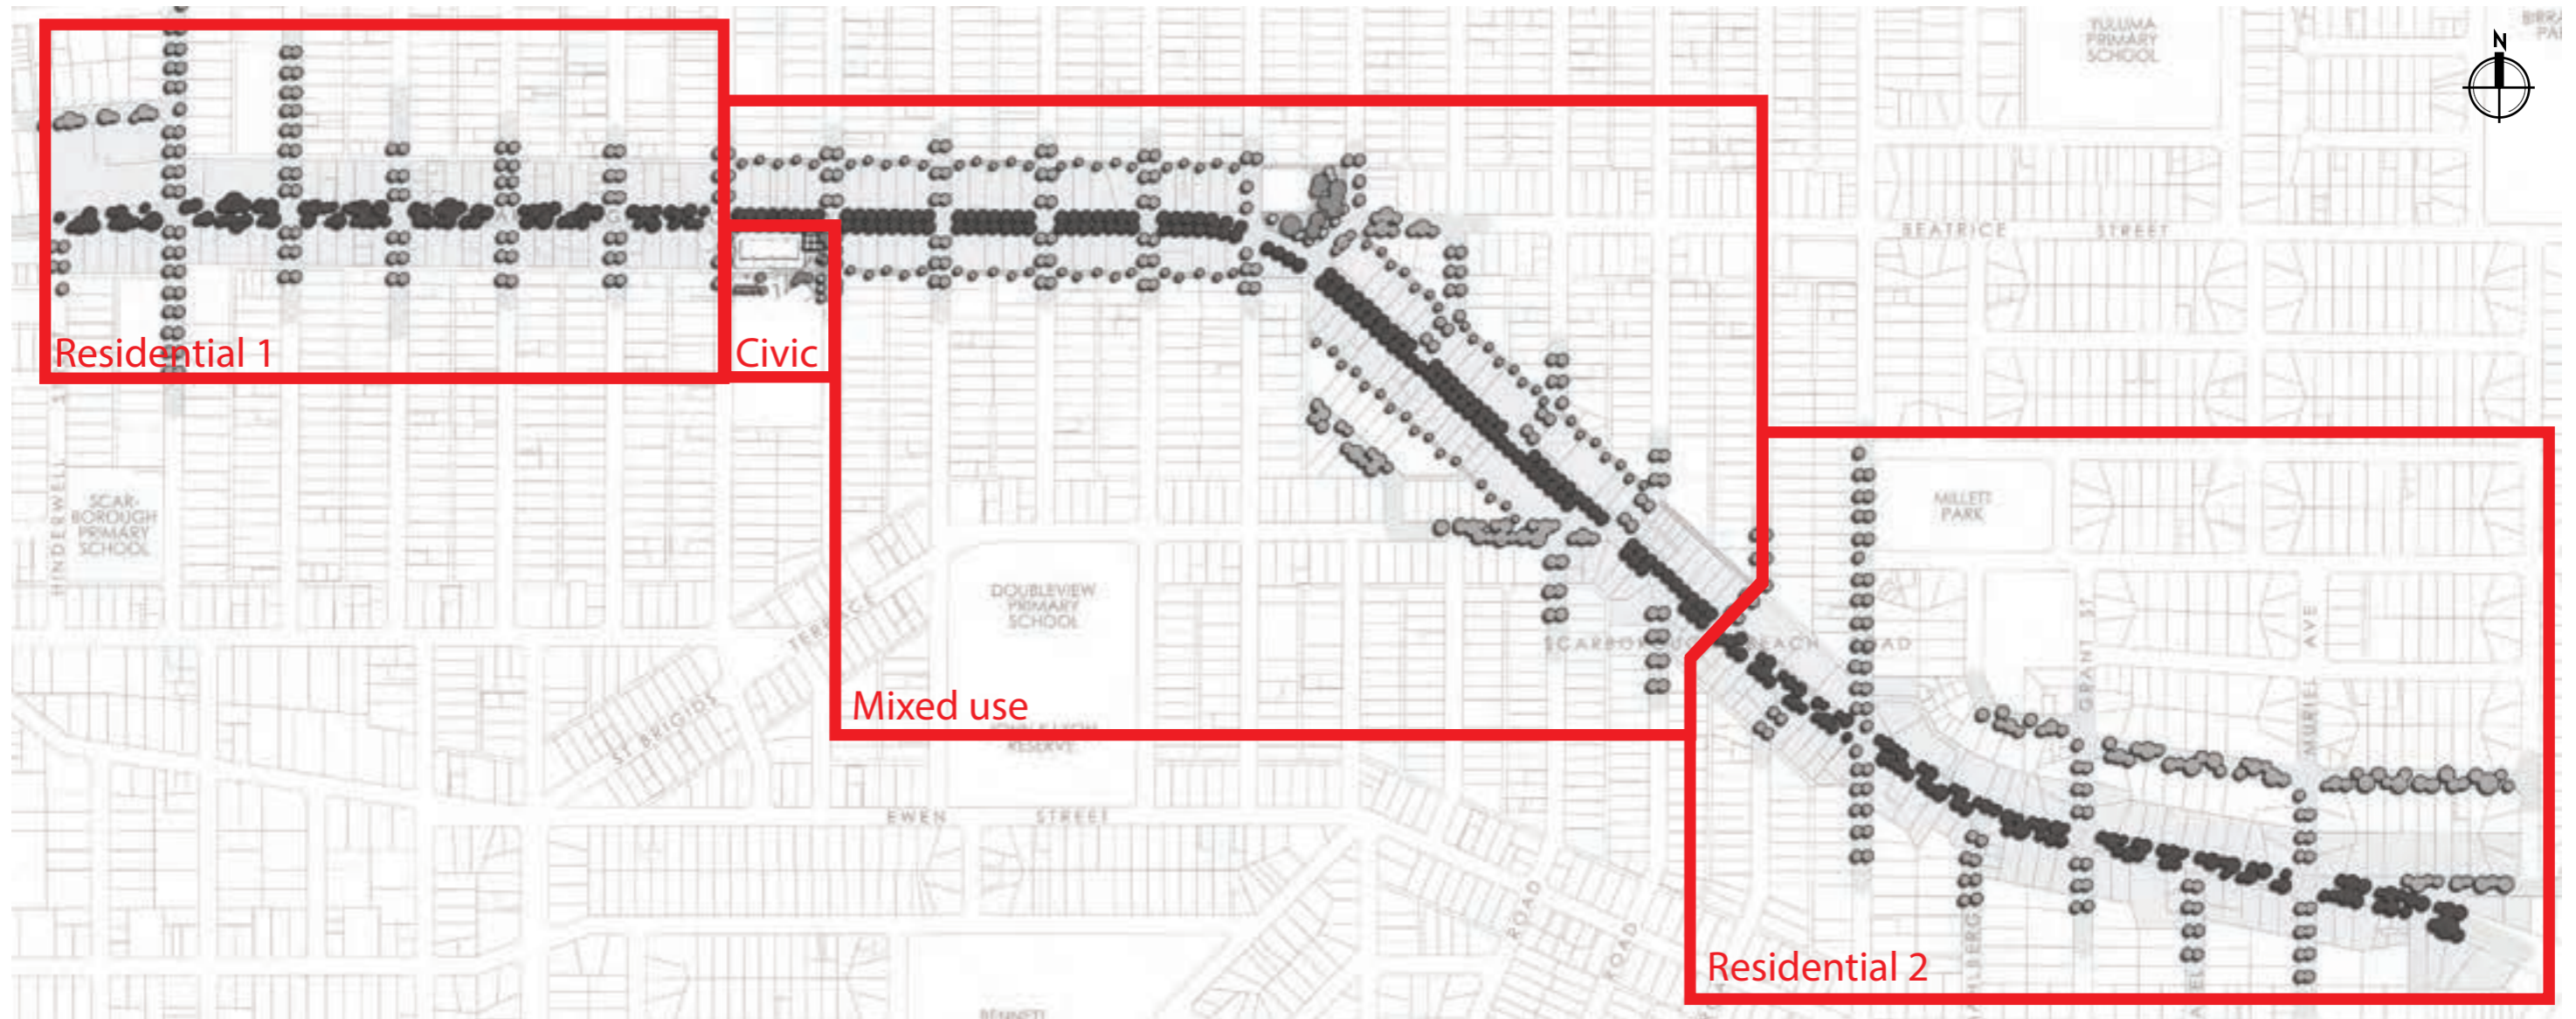 YULUMA
PRIMARY
SCHOOL
N
BEATRICE STREET
Residential 1
Civic
HINDERWELL
SCAR-
BOROUGH
PRIMARY
SCHOOL
MILLETT
PARK
DOUBLEVIEW
PRIMARY
SCHOOL
TERRACE
ST BRIGIDS
SCARBOROUGH BEACH ROAD
GRANT ST
MURIEL AVE
Mixed use
RESERVE
EWEN STREET
ROAD
ROAD
Residential 2